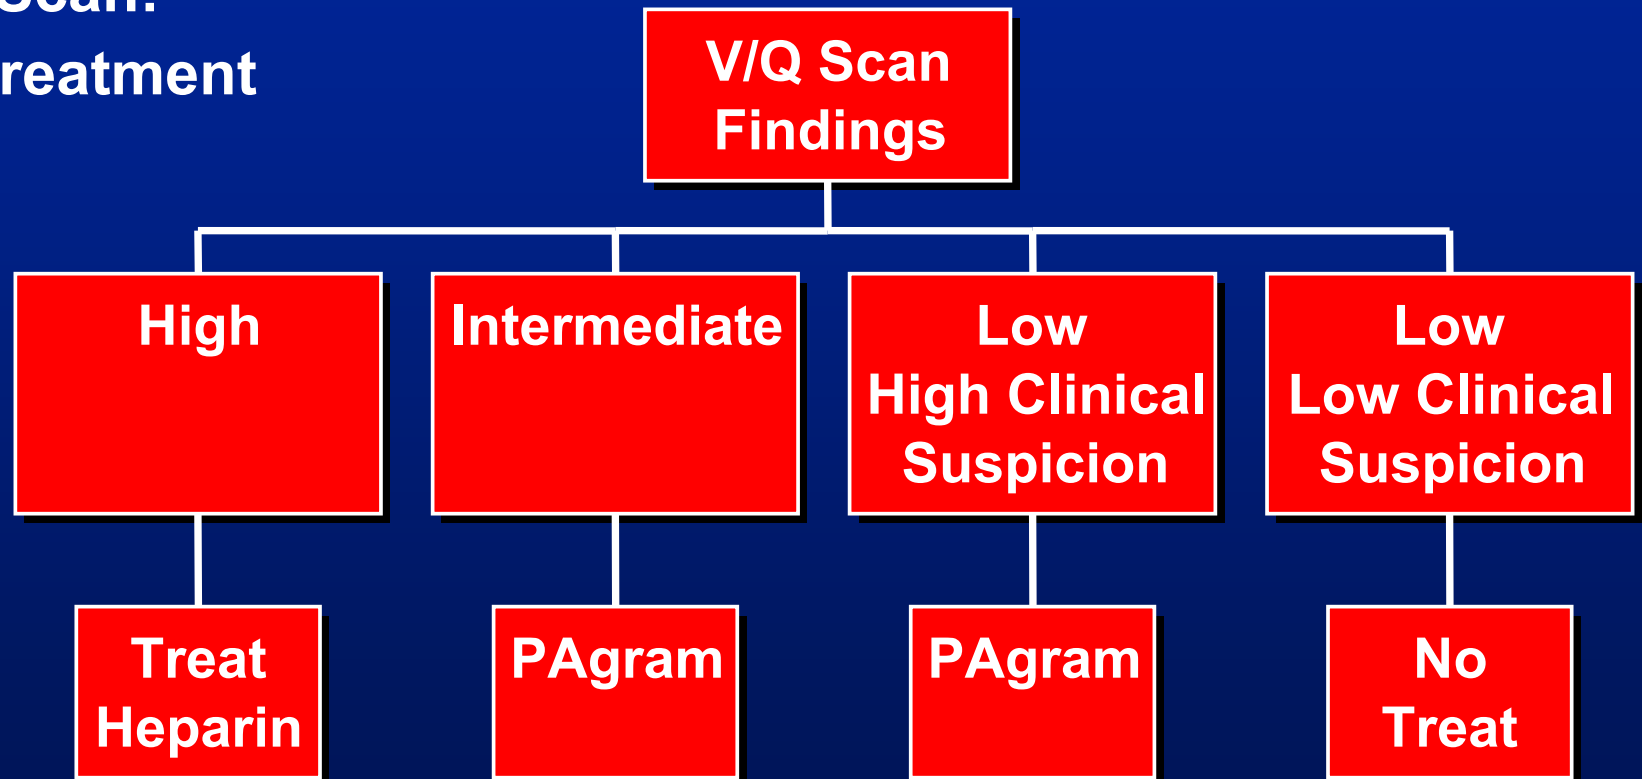 Scan:
reatment
V/Q Scan
Findings
High
Intermediate
Low
High Clinical
Suspicion
Low
Low Clinical
Suspicion
Treat
Heparin
PAgram
PAgram
No
Treat